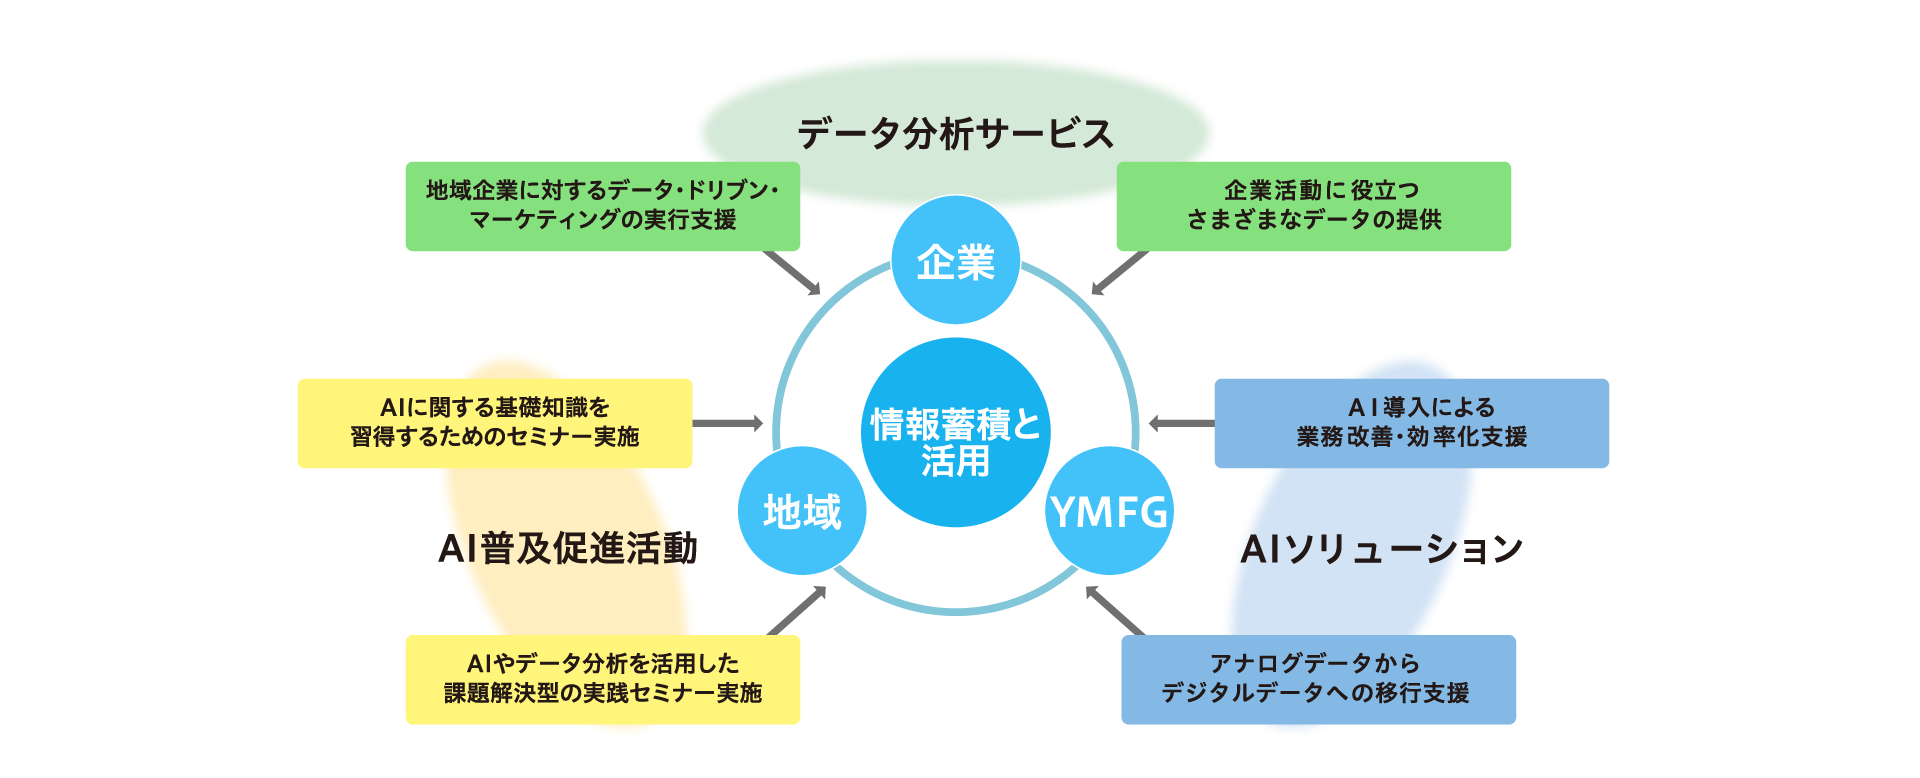 データ分析サービス
地域企業に対するデータ・ドリブン・
マーケティングの実行支援
企業活動に役立つ
さまざまなデータの提供
企業
AIに関する基礎知識を
習得するためのセミナー実施
情報蓄積と
活用
AI導入による
業務改善・効率化支援
地域
YMFG
AI普及促進活動
AIソリューション
AIやデータ分析を活用した
課題解決型の実践セミナー実施
アナログデータから
デジタルデータへの移行支援